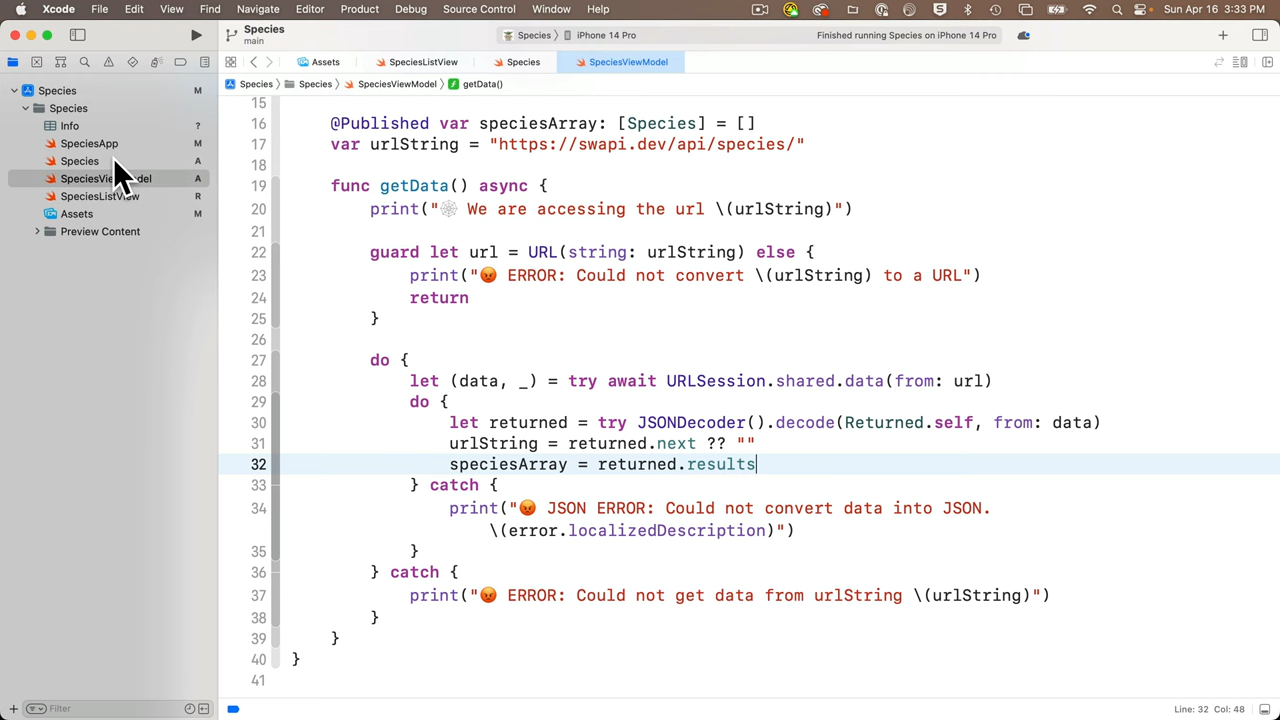 Xcode File Edit View Find Navigate Editor Product Debug Source Control Window Help Sun Apr 16 3:33 PM
Species
main
Species iPhone 14 Pro
Finished running Species on iPhone 14 Pro
Assets SpeciesListView Species SpeciesViewModel
Species Species SpeciesViewModel getData()
Species M
Species
Info ?
SpeciesApp M
Species A
SpeciesViewModel A
SpeciesListView R
Assets M
Preview Content
15
16 @Published var speciesArray: [Species] = []
17 var urlString = "https://swapi.dev/api/species/"
18
19 func getData() async {
20 print("🕸 We are accessing the url \(urlString)")
21
22 guard let url = URL(string: urlString) else {
23 print("😡 ERROR: Could not convert \(urlString) to a URL")
24 return
25 }
26
27 do {
28 let (data, _) = try await URLSession.shared.data(from: url)
29 do {
30 let returned = try JSONDecoder().decode(Returned.self, from: data)
31 urlString = returned.next ?? ""
32 speciesArray = returned.results
33 } catch {
34 print("😡 JSON ERROR: Could not convert data into JSON.
\(error.localizedDescription)")
35 }
36 } catch {
37 print("😡 ERROR: Could not get data from urlString \(urlString)")
38 }
39 }
40 }
41
Filter
Line: 32 Col: 48